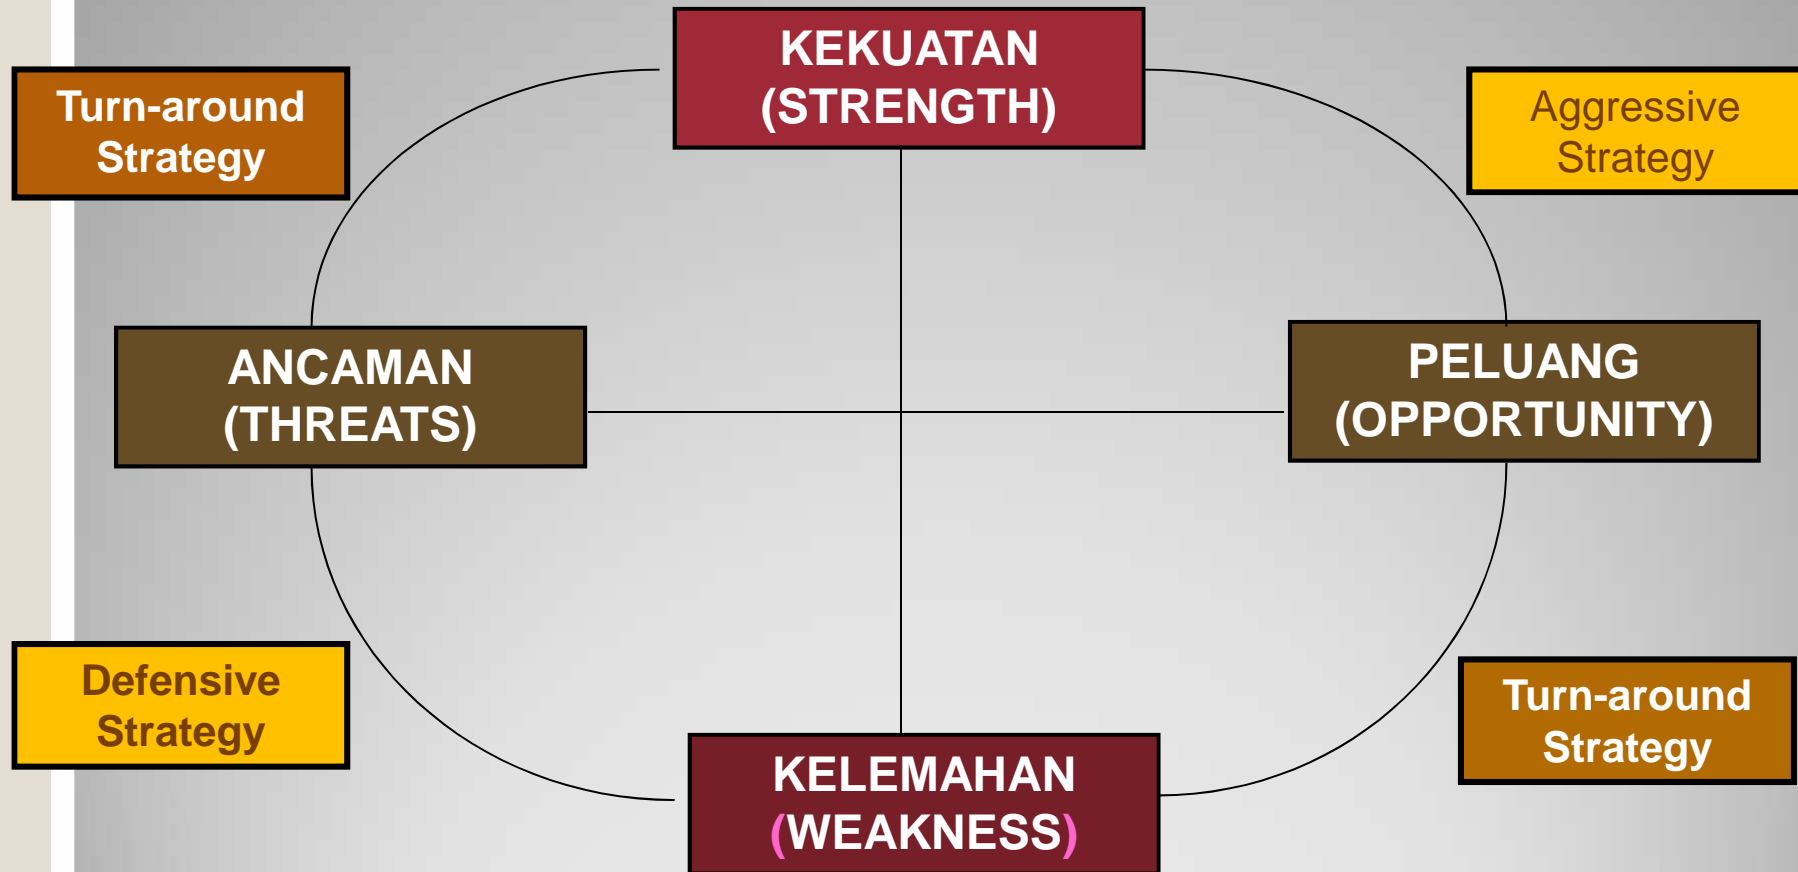 KEKUATAN
(STRENGTH)
Turn-around
Strategy
Aggressive
Strategy
ANCAMAN
(THREATS)
PELUANG
(OPPORTUNITY)
Defensive
Strategy
Turn-around
Strategy
KELEMAHAN
(WEAKNESS)